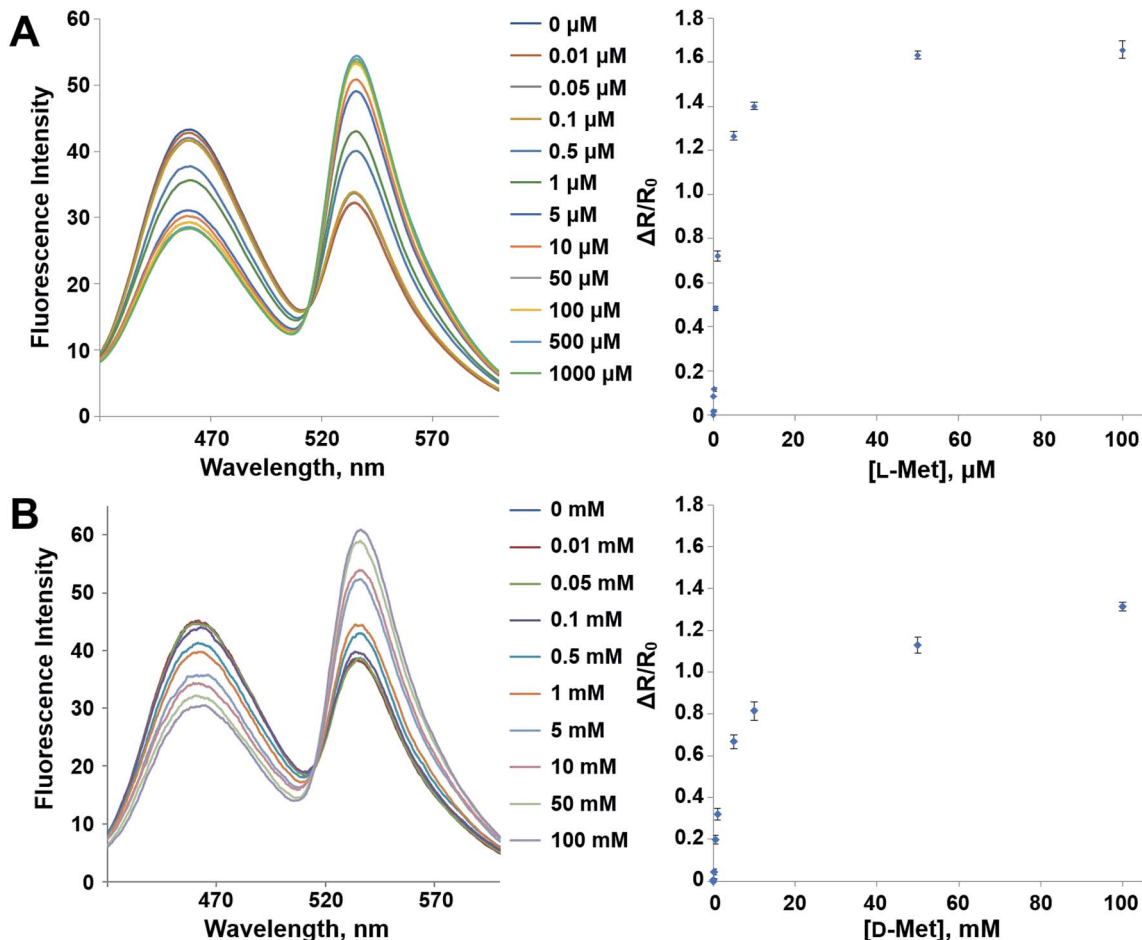 A
Fluorescence Intensity
60
50
40
30
20
10
0
470
520
570
Wavelength, nm
0 µM
0.01 µM
0.05 µM
0.1 µM
0.5 µM
1 µM
5 µM
10 µM
50 µM
100 µM
500 µM
1000 µM
ΔR/R₀
1.8
1.6
1.4
1.2
1.0
0.8
0.6
0.4
0.2
0
0
20
40
60
80
100
[L-Met], µM
B
Fluorescence Intensity
60
50
40
30
20
10
0
470
520
570
Wavelength, nm
0 mM
0.01 mM
0.05 mM
0.1 mM
0.5 mM
1 mM
5 mM
10 mM
50 mM
100 mM
ΔR/R₀
1.8
1.6
1.4
1.2
1.0
0.8
0.6
0.4
0.2
0
0
20
40
60
80
100
[D-Met], mM